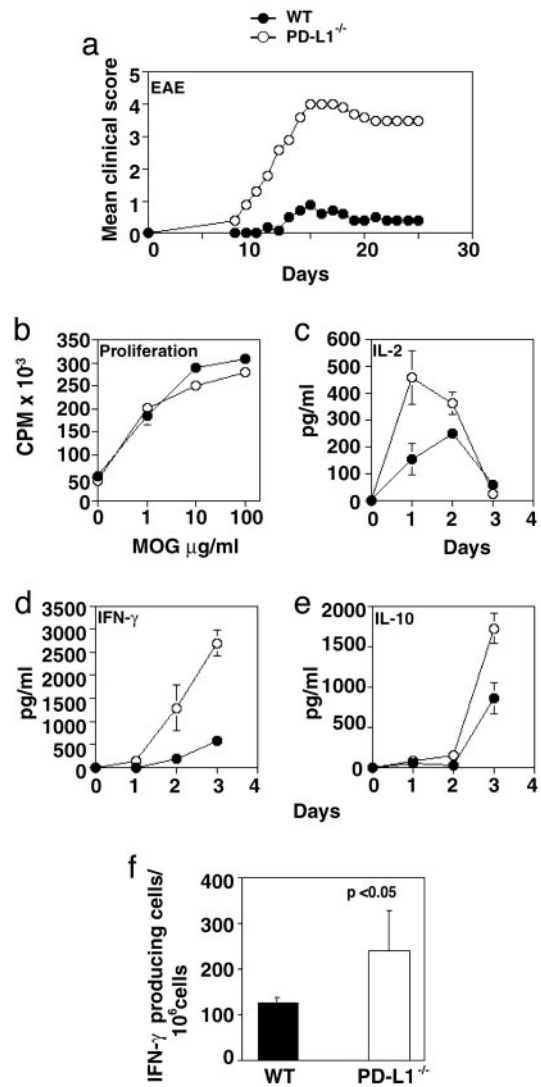 WT
PD-L1-/-
a
EAE
Mean clinical score
5
4
3
2
1
0
0 10 20 30
Days
b
Proliferation
CPM x 10-3
350
300
250
200
150
100
50
0
0 1 10 100
MOG µg/ml
c
IL-2
pg/ml
600
500
400
300
200
100
0
0 1 2 3 4
Days
d
IFN-γ
pg/ml
3500
3000
2500
2000
1500
1000
500
0
0 1 2 3 4
e
IL-10
pg/ml
2000
1500
1000
500
0
0 1 2 3 4
Days
f
IFN-γ producing cells/
10⁶cells
400
300
200
100
0
p <0.05
WT PD-L1-/-